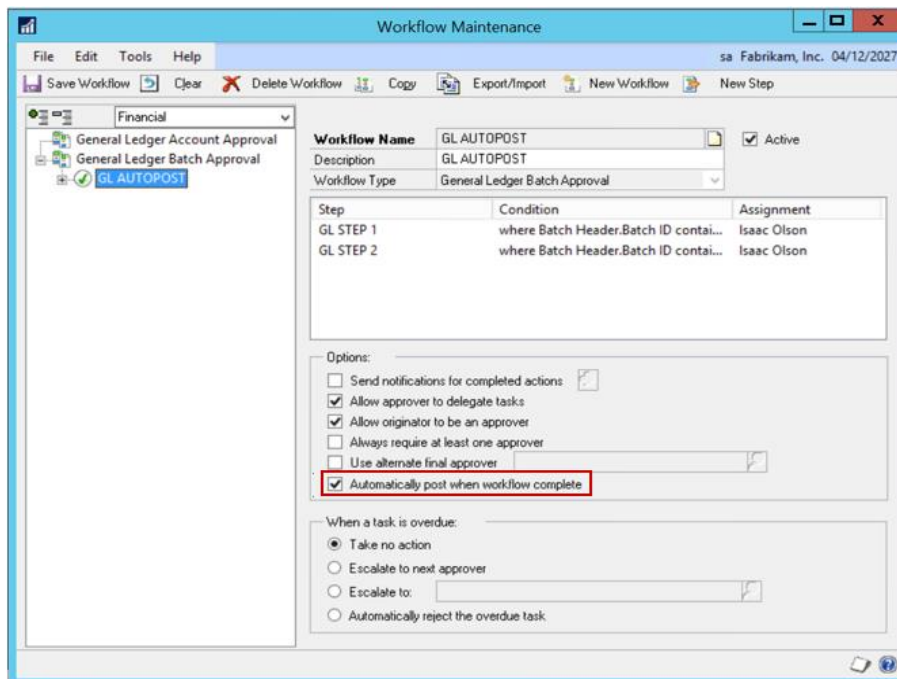 Workflow Maintenance
File Edit Tools Help sa Fabrikam, Inc. 04/12/2027
Save Workflow Clear Delete Workflow Copy Export/Import New Workflow New Step
Financial
General Ledger Account Approval
General Ledger Batch Approval
GL AUTOPOST
Workflow Name GL AUTOPOST Active
Description GL AUTOPOST
Workflow Type General Ledger Batch Approval
Step Condition Assignment
GL STEP 1 where Batch Header.Batch ID contai... Isaac Olson
GL STEP 2 where Batch Header.Batch ID contai... Isaac Olson
Options:
Send notifications for completed actions
Allow approver to delegate tasks
Allow originator to be an approver
Always require at least one approver
Use alternate final approver
Automatically post when workflow complete
When a task is overdue:
Take no action
Escalate to next approver
Escalate to:
Automatically reject the overdue task